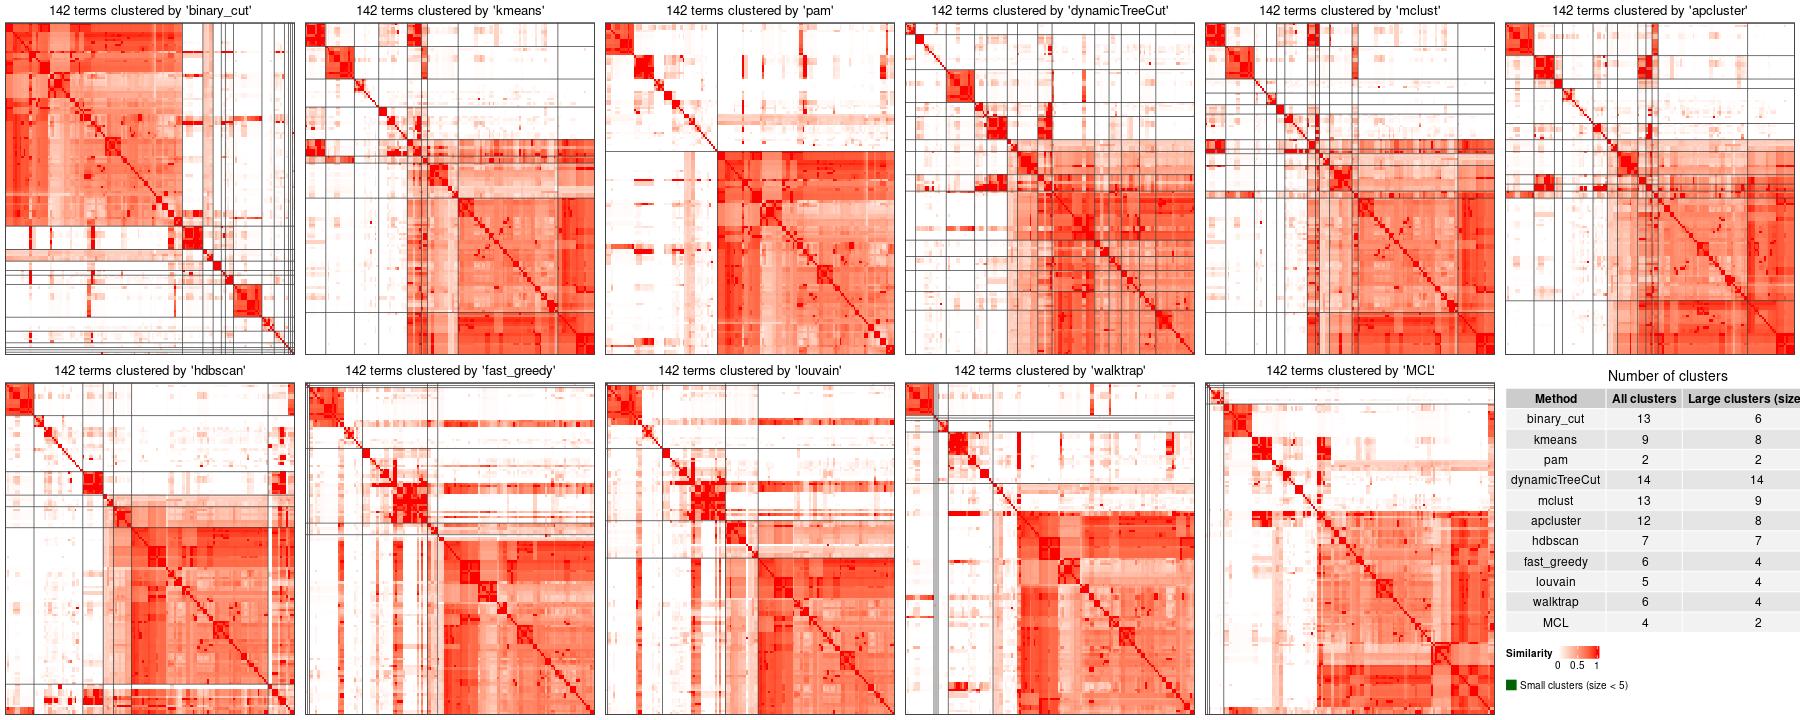 142 terms clustered by 'binary_cut'
142 terms clustered by 'kmeans'
142 terms clustered by 'pam'
142 terms clustered by 'dynamicTreeCut'
142 terms clustered by 'mclust'
142 terms clustered by 'apcluster'
142 terms clustered by 'hdbscan'
142 terms clustered by 'fast_greedy'
142 terms clustered by 'louvain'
142 terms clustered by 'walktrap'
142 terms clustered by 'MCL'
Number of clusters
Method All clusters Large clusters (size
binary_cut 13 6
kmeans 9 8
pam 2 2
dynamicTreeCut 14 14
mclust 13 9
apcluster 12 8
hdbscan 7 7
fast_greedy 6 4
louvain 5 4
walktrap 6 4
MCL 4 2
Similarity
0 0.5 1
Small clusters (size < 5)